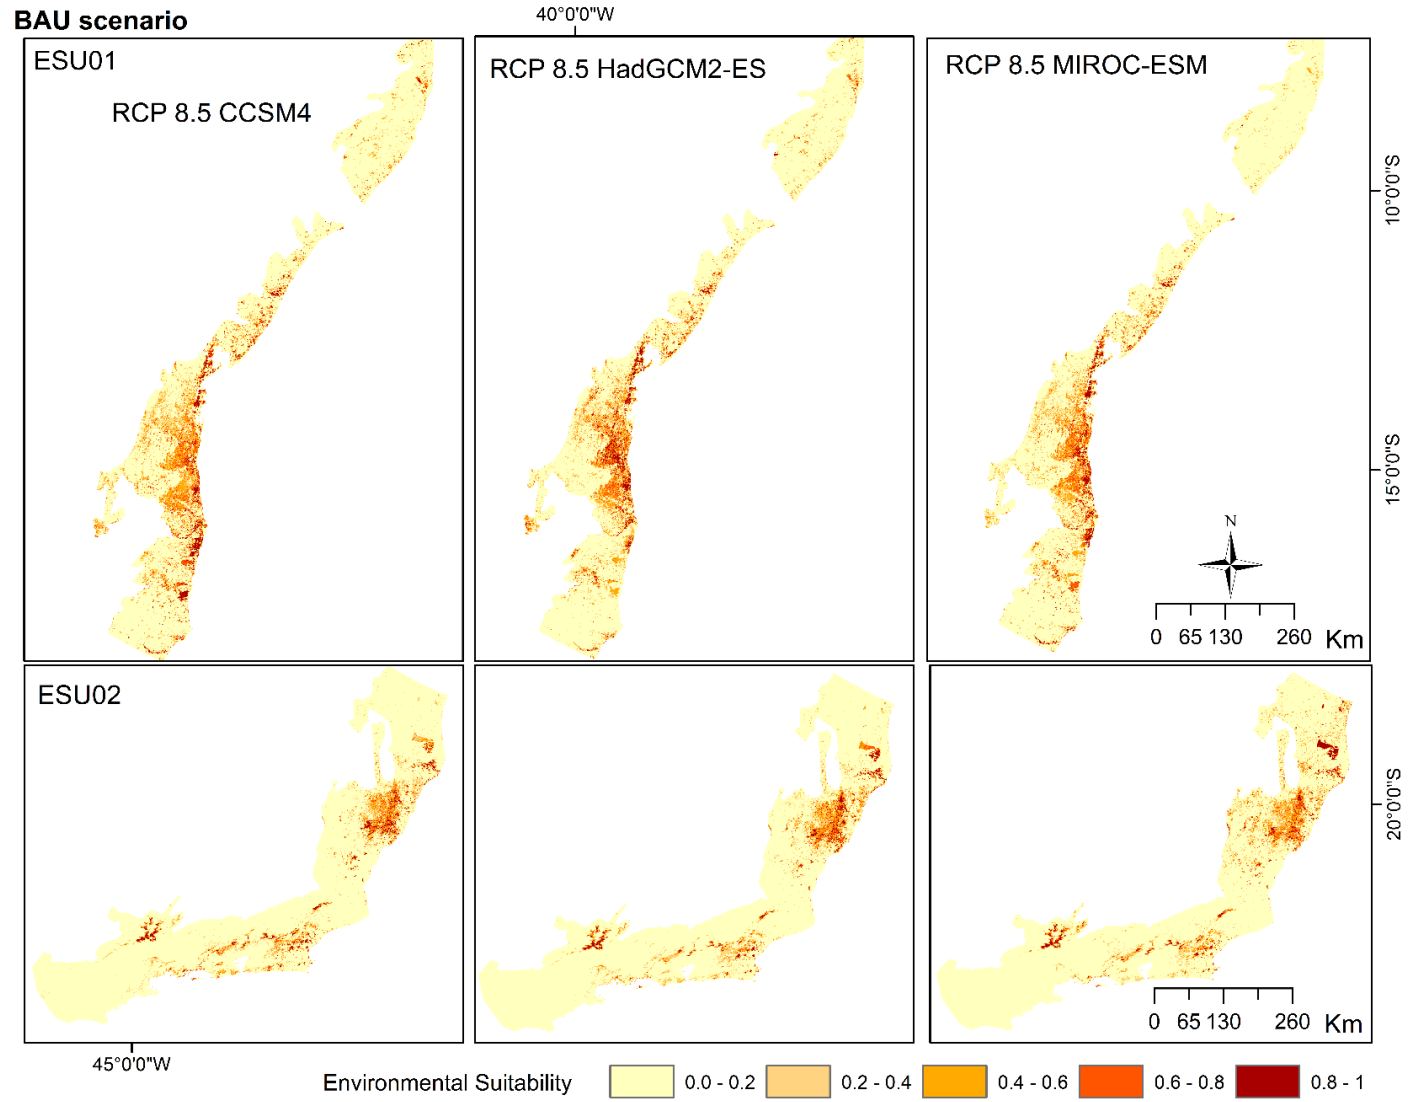 BAU scenario
40°0'0"W
ESU01
RCP 8.5 CCSM4
RCP 8.5 HadGCM2-ES
RCP 8.5 MIROC-ESM
10°0'0"S
15°0'0"S
N
0 65 130 260 Km
ESU02
20°0'0"S
0 65 130 260 Km
45°0'0"W
Environmental Suitability 0.0 - 0.2 0.2 - 0.4 0.4 - 0.6 0.6 - 0.8 0.8 - 1